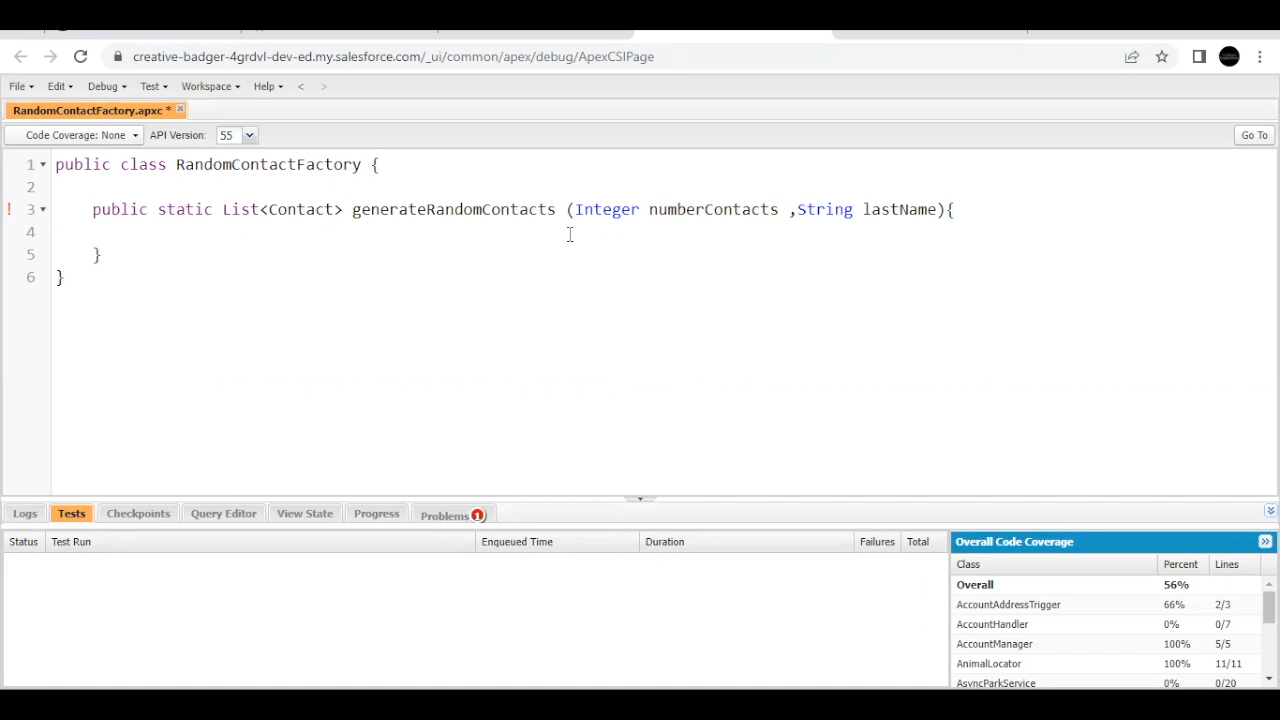 creative-badger-4grdvl-dev-ed.my.salesforce.com/_ui/common/apex/debug/ApexCSIPage
File Edit Debug Test Workspace Help < >
RandomContactFactory.apxc *
Code Coverage: None API Version: 55 Go To
1 public class RandomContactFactory {
2
! 3 public static List<Contact> generateRandomContacts (Integer numberContacts ,String lastName){
4
5 }
6 }
Logs Tests Checkpoints Query Editor View State Progress Problems 1
Status Test Run Enqueued Time Duration Failures Total Overall Code Coverage
Class Percent Lines
Overall 56%
AccountAddressTrigger 66% 2/3
AccountHandler 0% 0/7
AccountManager 100% 5/5
AnimalLocator 100% 11/11
AsyncParkService 0% 0/20